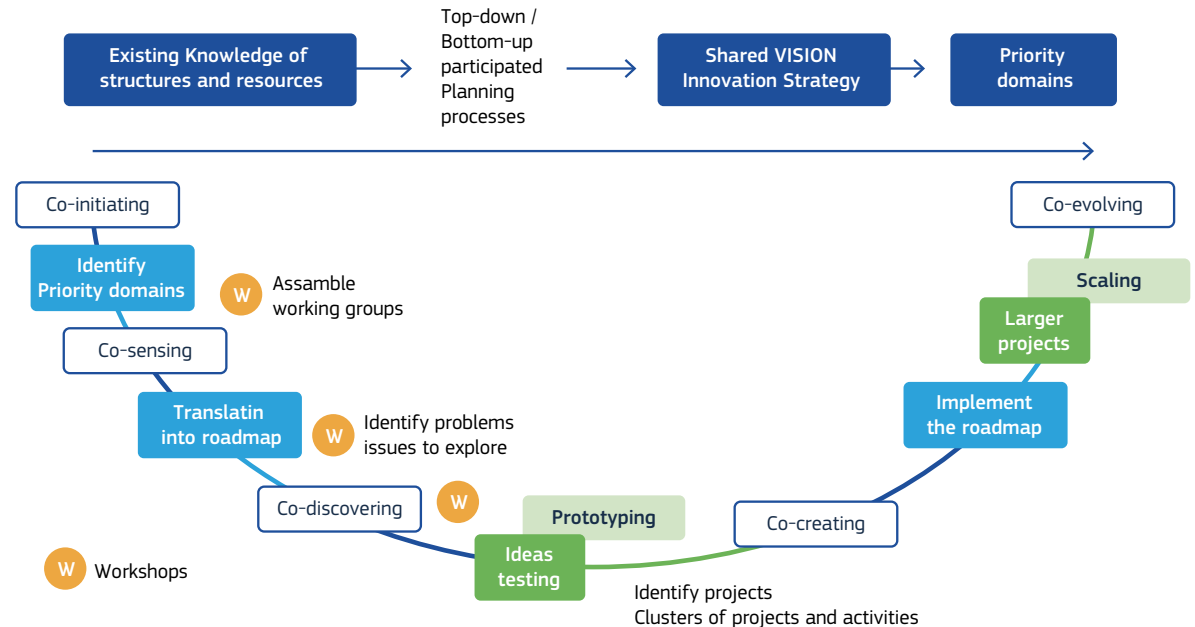 Existing Knowledge of
structures and resources
Top-down /
Bottom-up
participated
Planning
processes
Shared VISION
Innovation Strategy
Priority
domains
Co-initiating
Co-evolving
Identify
Priority domains
W
Assamble
working groups
Scaling
Larger
projects
Co-sensing
Translatin
into roadmap
W
Identify problems
issues to explore
Implement
the roadmap
Co-discovering
W
Prototyping
Co-creating
Ideas
testing
W
Workshops
Identify projects
Clusters of projects and activities